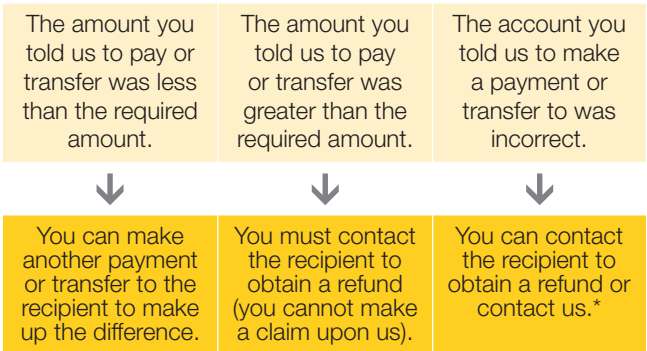 The amount you
told us to pay or
transfer was less
than the required
amount.
The amount you
told us to pay
or transfer was
greater than the
required amount.
The account you
told us to make
a payment or
transfer to was
incorrect.
You can make
another payment
or transfer to the
recipient to make
up the difference.
You must contact
the recipient to
obtain a refund
(you cannot make
a claim upon us).
You can contact
the recipient to
obtain a refund or
contact us.*